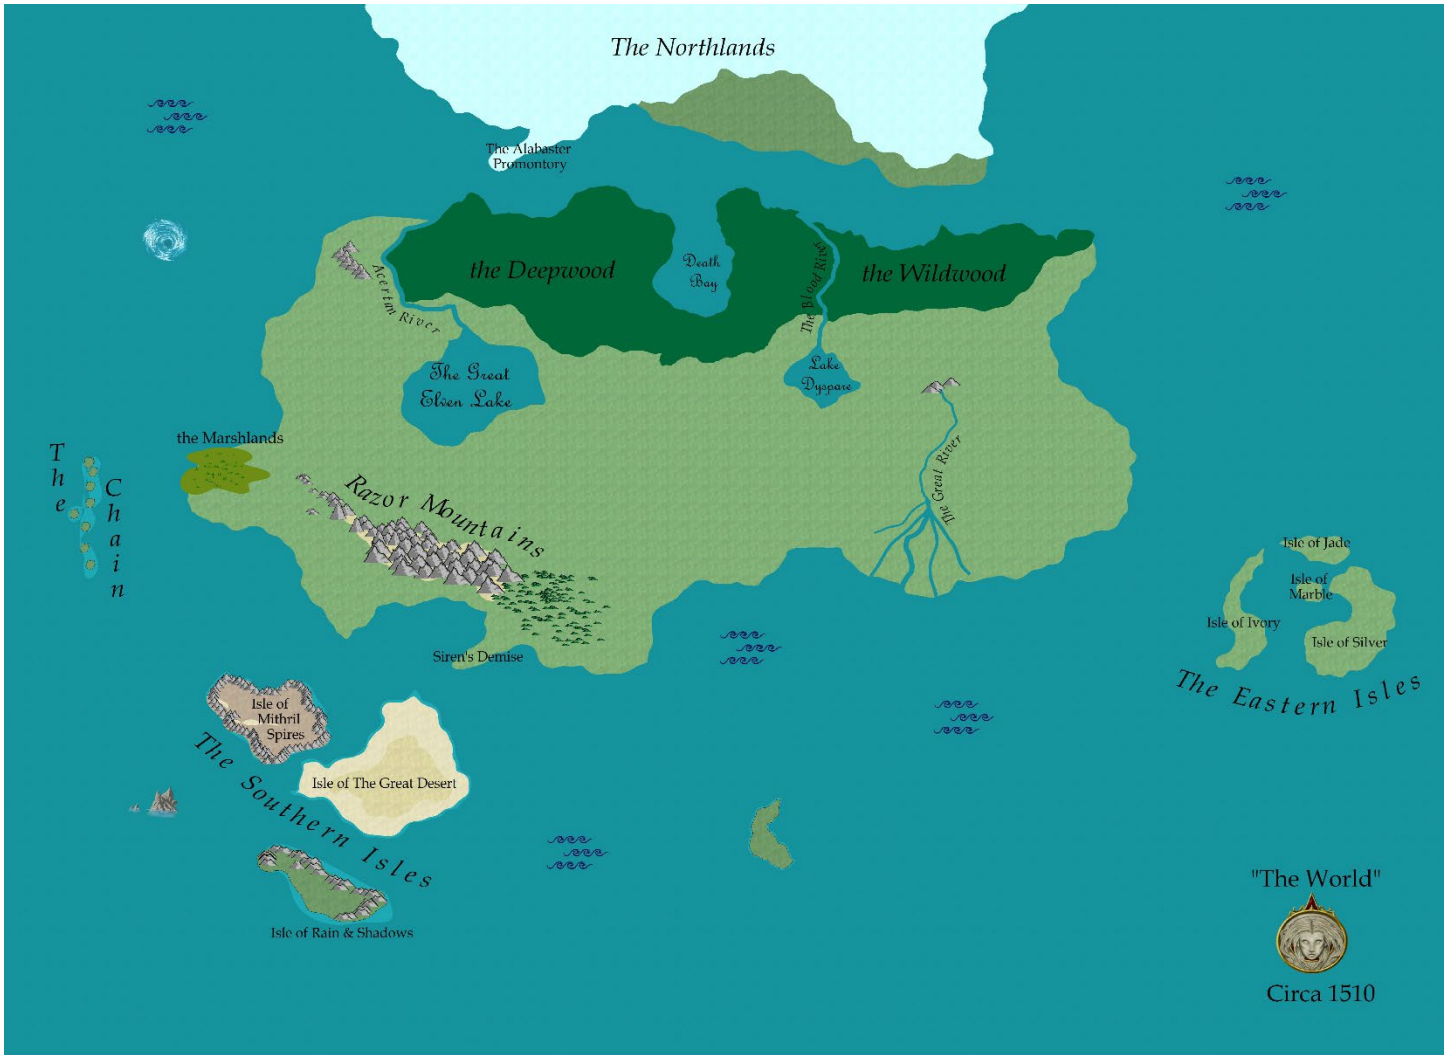 The Northlands
The Alabaster
Promontory
the Deepwood
Death
Bay
The Blood River
the Wildwood
Acertan River
The Great
Elven Lake
Lake
Dyspare
the Marshlands
The
Chain
Razor Mountains
The Great River
Siren's Demise
Isle of Jade
Isle of
Marble
Isle of Ivory
Isle of Silver
The Eastern Isles
Isle of
Mithril
Spires
Isle of The Great Desert
The Southern Isles
Isle of Rain & Shadows
"The World"
Circa 1510